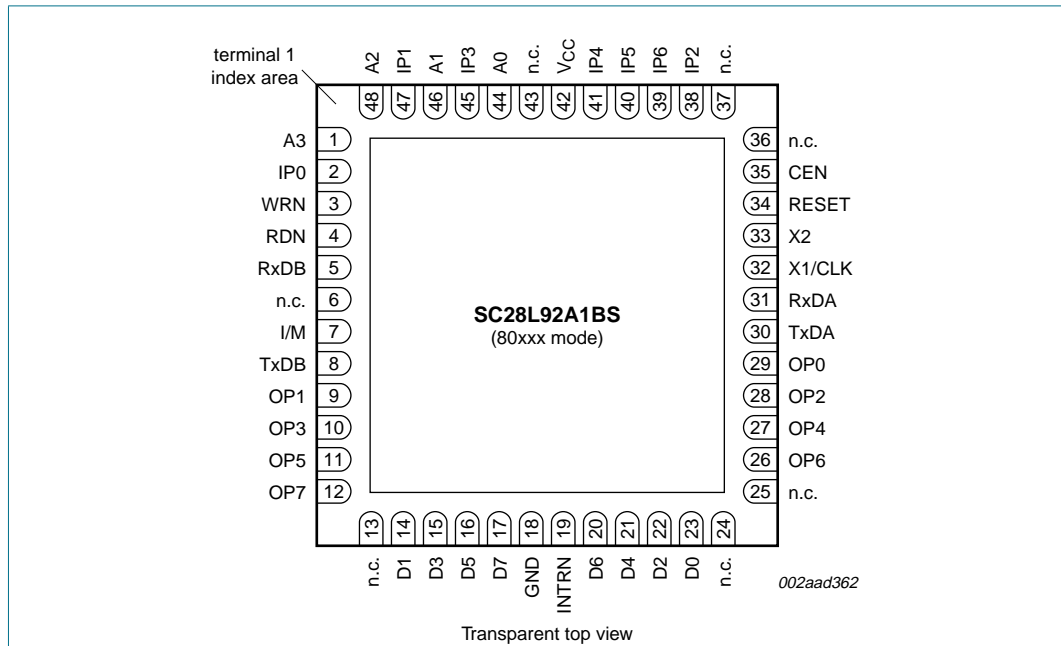 terminal 1
index area
A2
IP1
A1
IP3
A0
n.c.
VCC
IP4
IP5
IP6
IP2
n.c.
48
47
46
45
44
43
42
41
40
39
38
37
A3 1
IP0 2
WRN 3
RDN 4
RxDB 5
n.c. 6
I/M 7
TxDB 8
OP1 9
OP3 10
OP5 11
OP7 12
SC28L92A1BS
(80xxx mode)
36 n.c.
35 CEN
34 RESET
33 X2
32 X1/CLK
31 RxDA
30 TxDA
29 OP0
28 OP2
27 OP4
26 OP6
25 n.c.
13
14
15
16
17
18
19
20
21
22
23
24
n.c.
D1
D3
D5
D7
GND
INTRN
D6
D4
D2
D0
n.c.
002aad362
Transparent top view